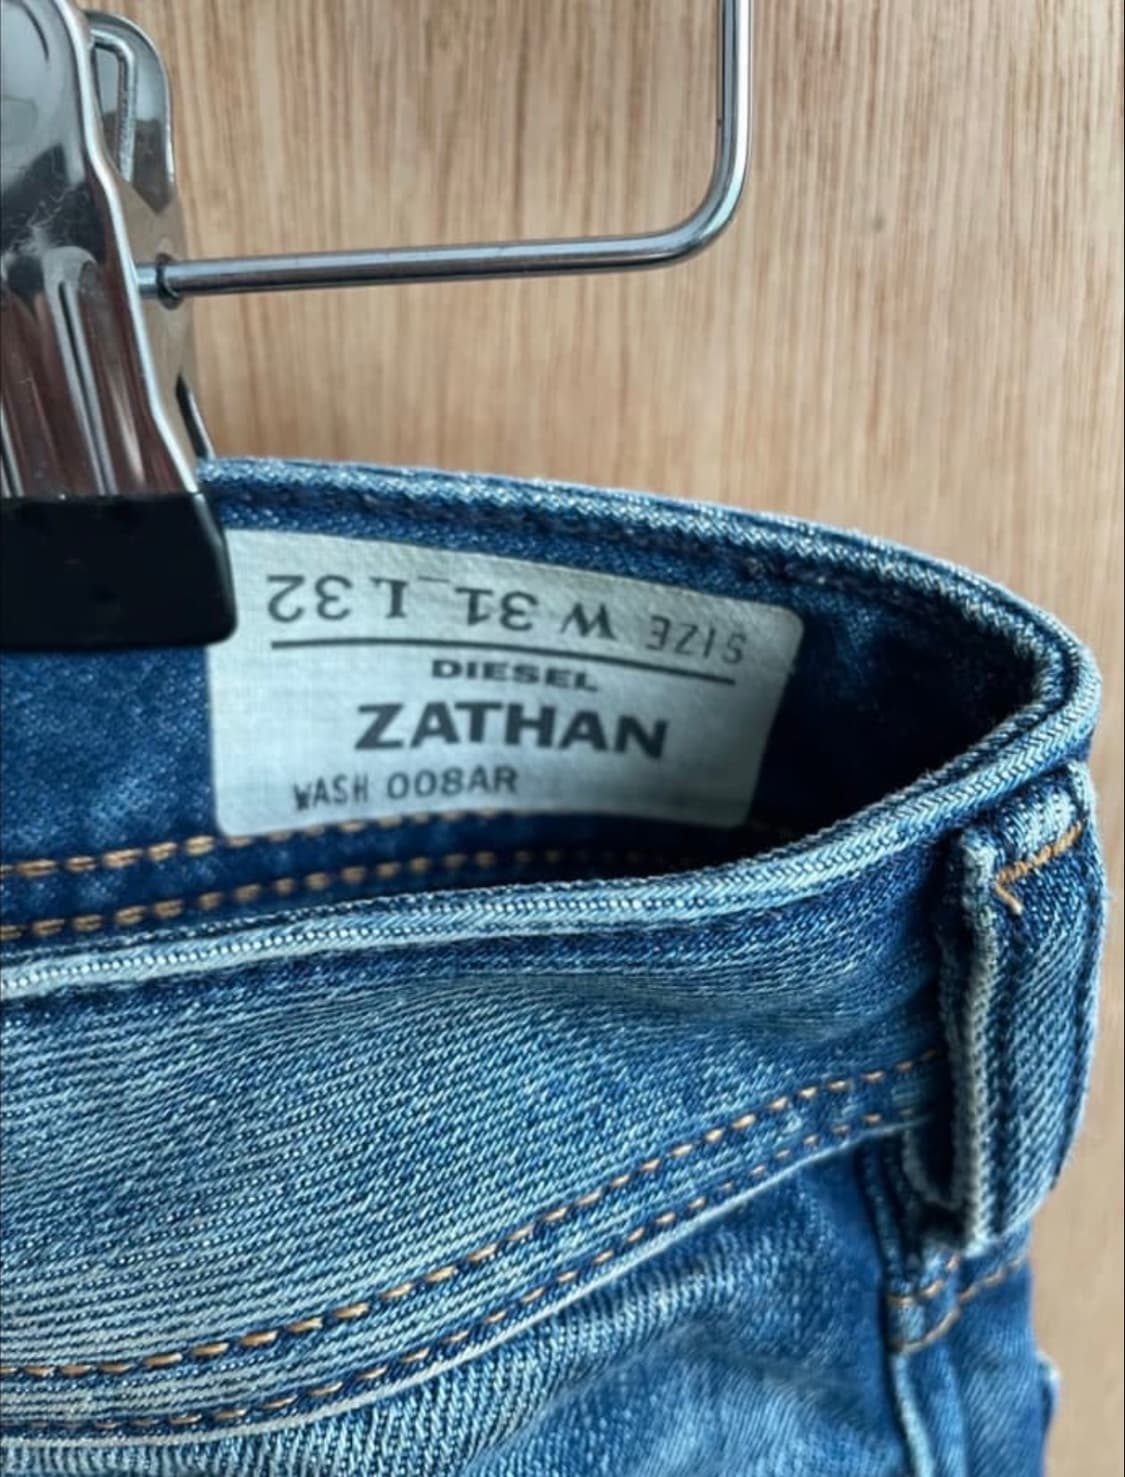 SIZE W 31 L 32
DIESEL
ZATHAN
WASH 008AR